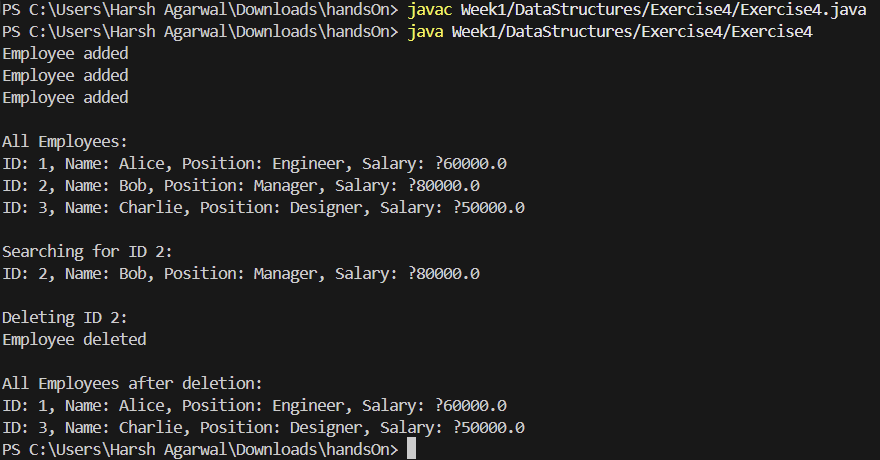 PS C:\Users\Harsh Agarwal\Downloads\handsOn> javac Week1/DataStructures/Exercise4/Exercise4.java
PS C:\Users\Harsh Agarwal\Downloads\handsOn> java Week1/DataStructures/Exercise4/Exercise4
Employee added
Employee added
Employee added
All Employees:
ID: 1, Name: Alice, Position: Engineer, Salary: ?60000.0
ID: 2, Name: Bob, Position: Manager, Salary: ?80000.0
ID: 3, Name: Charlie, Position: Designer, Salary: ?50000.0
Searching for ID 2:
ID: 2, Name: Bob, Position: Manager, Salary: ?80000.0
Deleting ID 2:
Employee deleted
All Employees after deletion:
ID: 1, Name: Alice, Position: Engineer, Salary: ?60000.0
ID: 3, Name: Charlie, Position: Designer, Salary: ?50000.0
PS C:\Users\Harsh Agarwal\Downloads\handsOn>